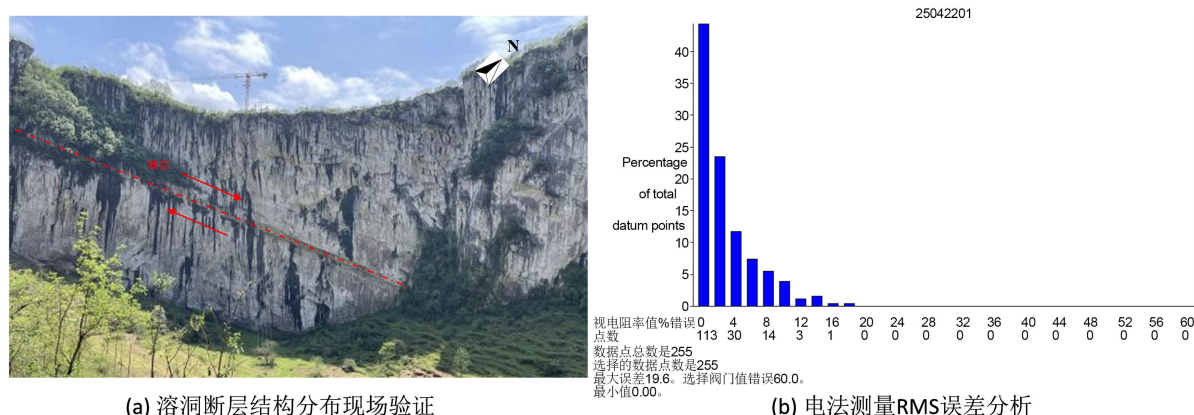 N
25042201
40
35
30
25
Percentage
20
of total
15
datum points
10
5
0
视电阻率值%错误 0 4 8 12 16 20 24 28 32 36 40 44 48 52 56 60
点数 113 30 14 3 1 0 0 0 0 0 0 0 0 0 0 0
数据点总数是255
选择的数据点数是255
最大误差19.6。选择阀门值错误60.0。
最小值0.00。
(a) 溶洞断层结构分布现场验证
(b) 电法测量RMS误差分析